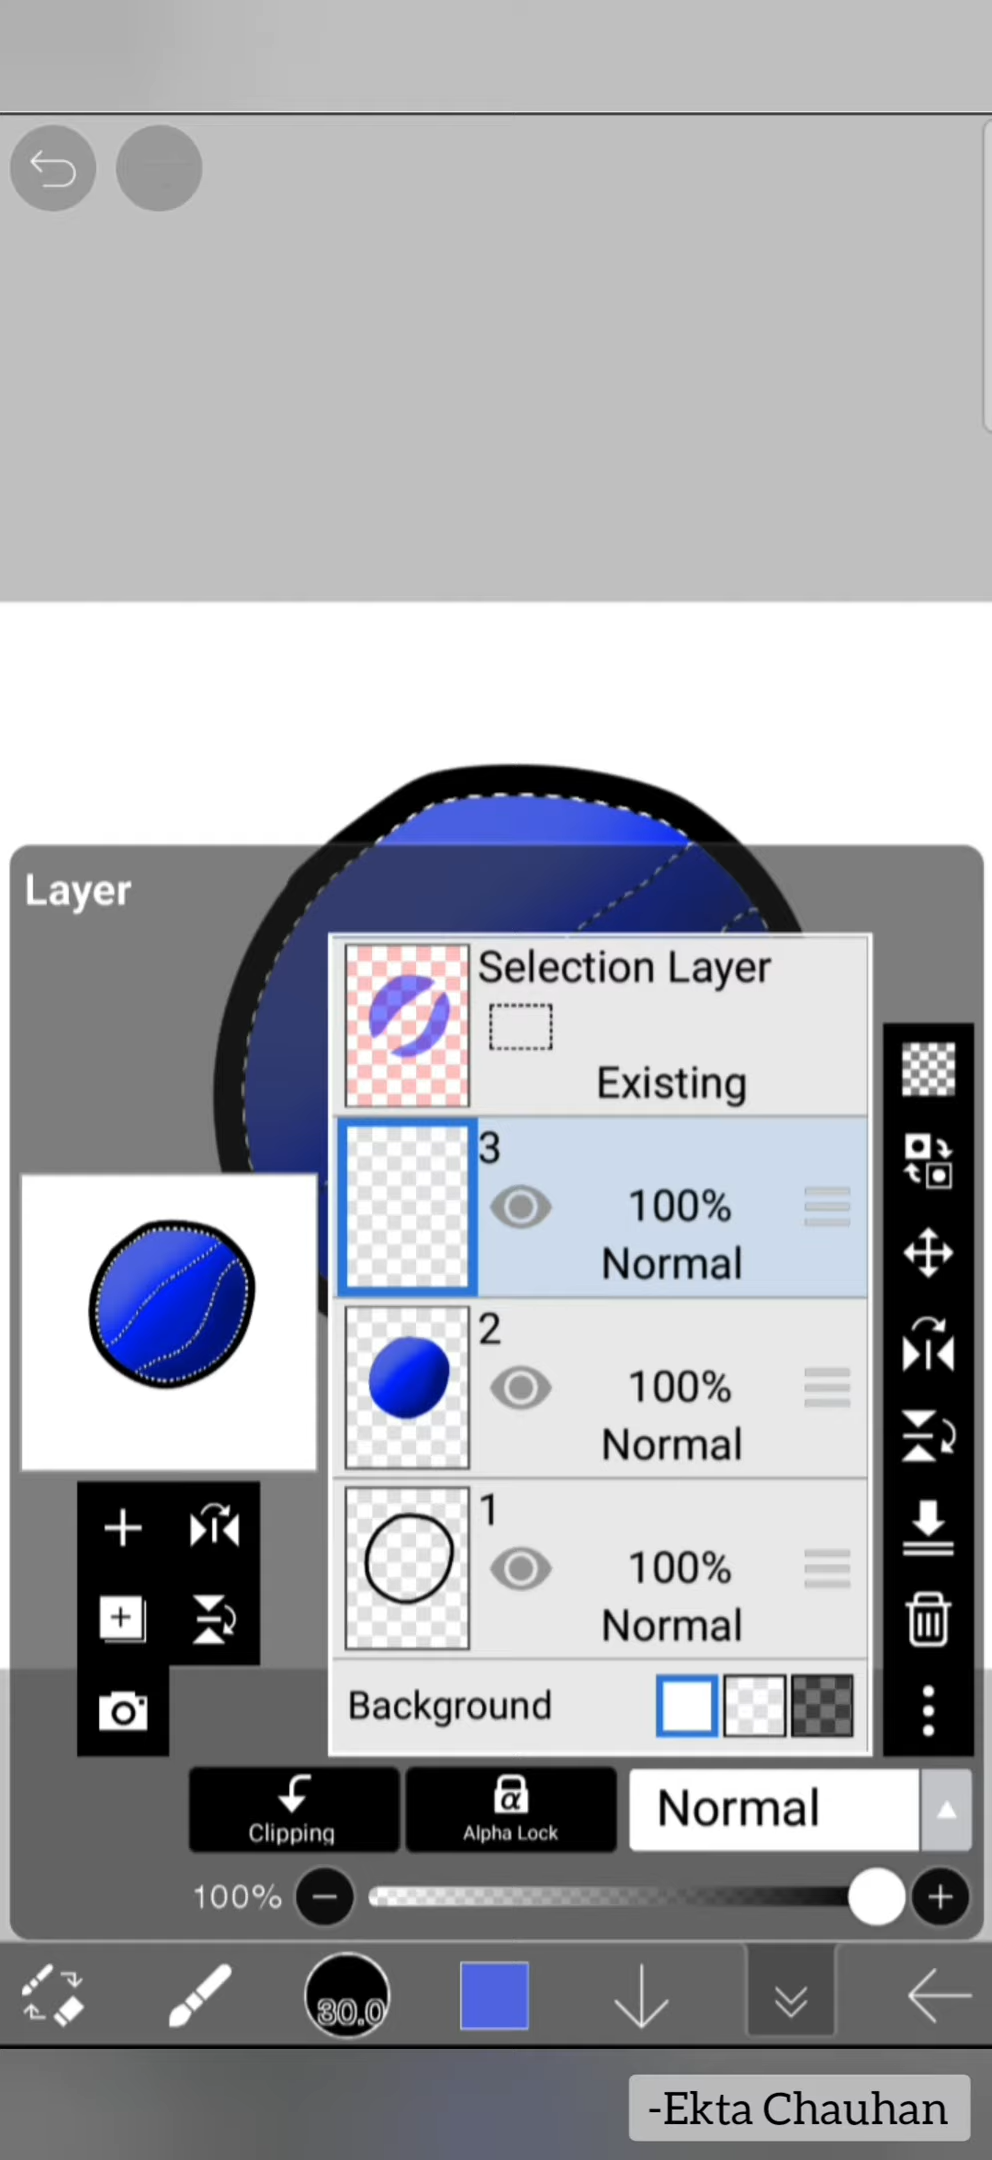 Layer
Selection Layer
Existing
3
100%
Normal
2
100%
Normal
1
100%
Normal
Background
Clipping
α
Alpha Lock
Normal
100%
30.0
-Ekta Chauhan